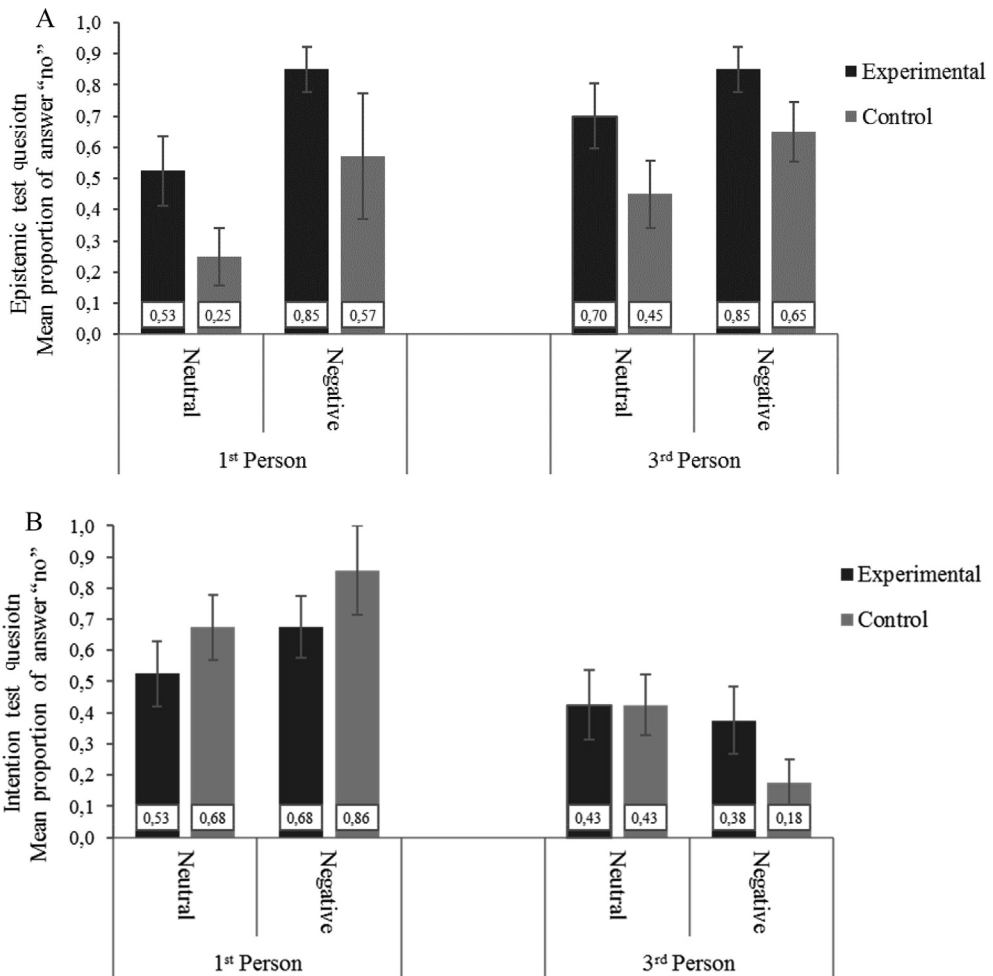 A
Epistemic test quesiotn
Mean proportion of answer “no”
1,0
0,9
0,8
0,7
0,6
0,5
0,4
0,3
0,2
0,1
0,0
0,53 0,25 0,85 0,57 0,70 0,45 0,85 0,65
Neutral Negative Neutral Negative
1st Person 3rd Person
Experimental
Control
B
Intention test quesiotn
Mean proportion of answer “no”
1,0
0,9
0,8
0,7
0,6
0,5
0,4
0,3
0,2
0,1
0,0
0,53 0,68 0,68 0,86 0,43 0,43 0,38 0,18
Neutral Negative Neutral Negative
1st Person 3rd Person
Experimental
Control